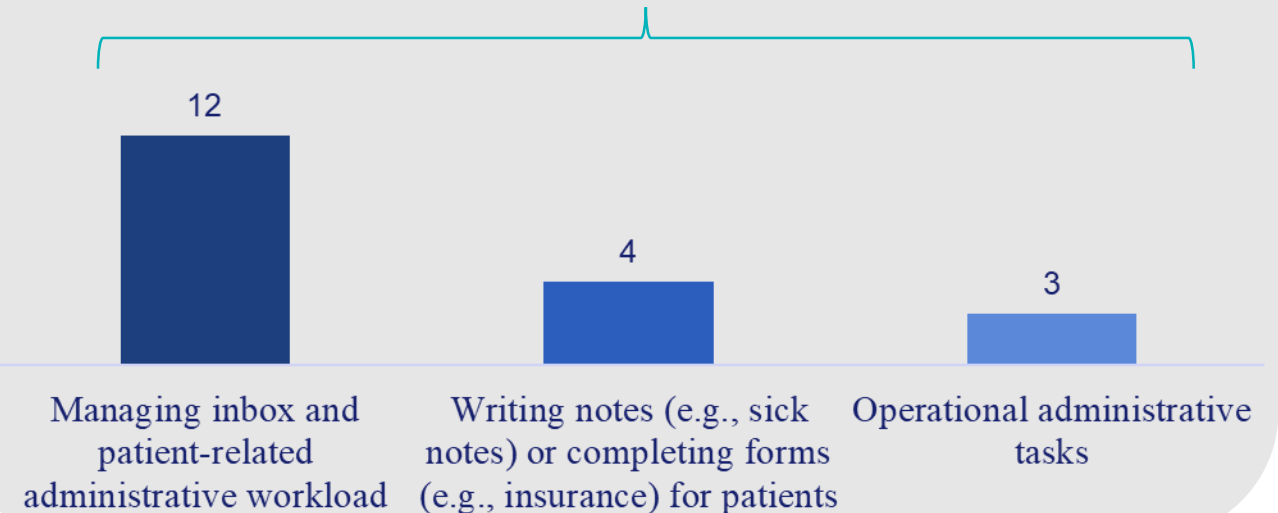 12
4
3
Managing inbox and
patient-related
administrative workload
Writing notes (e.g., sick
notes) or completing forms
(e.g., insurance) for patients
Operational administrative
tasks